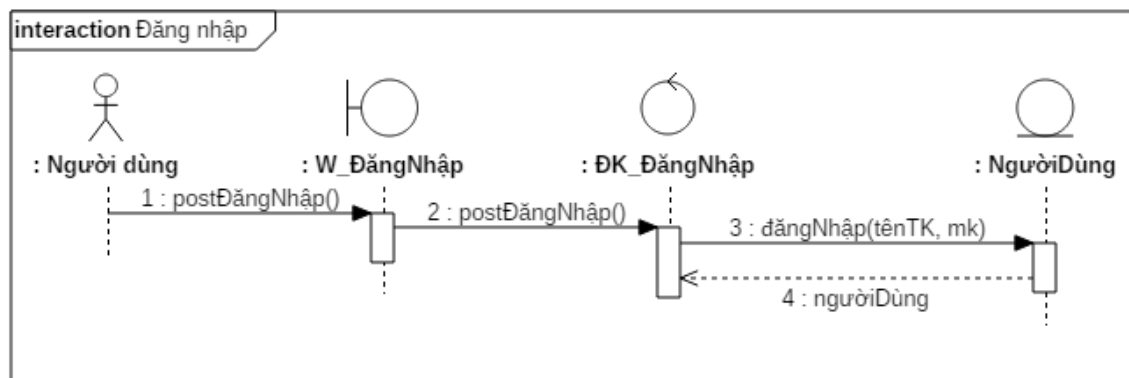 interaction Đăng nhập
: Người dùng
: W_ĐăngNhập
: ĐK_ĐăngNhập
: NgườiDùng
1 : postĐăngNhập()
2 : postĐăngNhập()
3 : đăngNhập(tênTK, mk)
4 : ngườiDùng